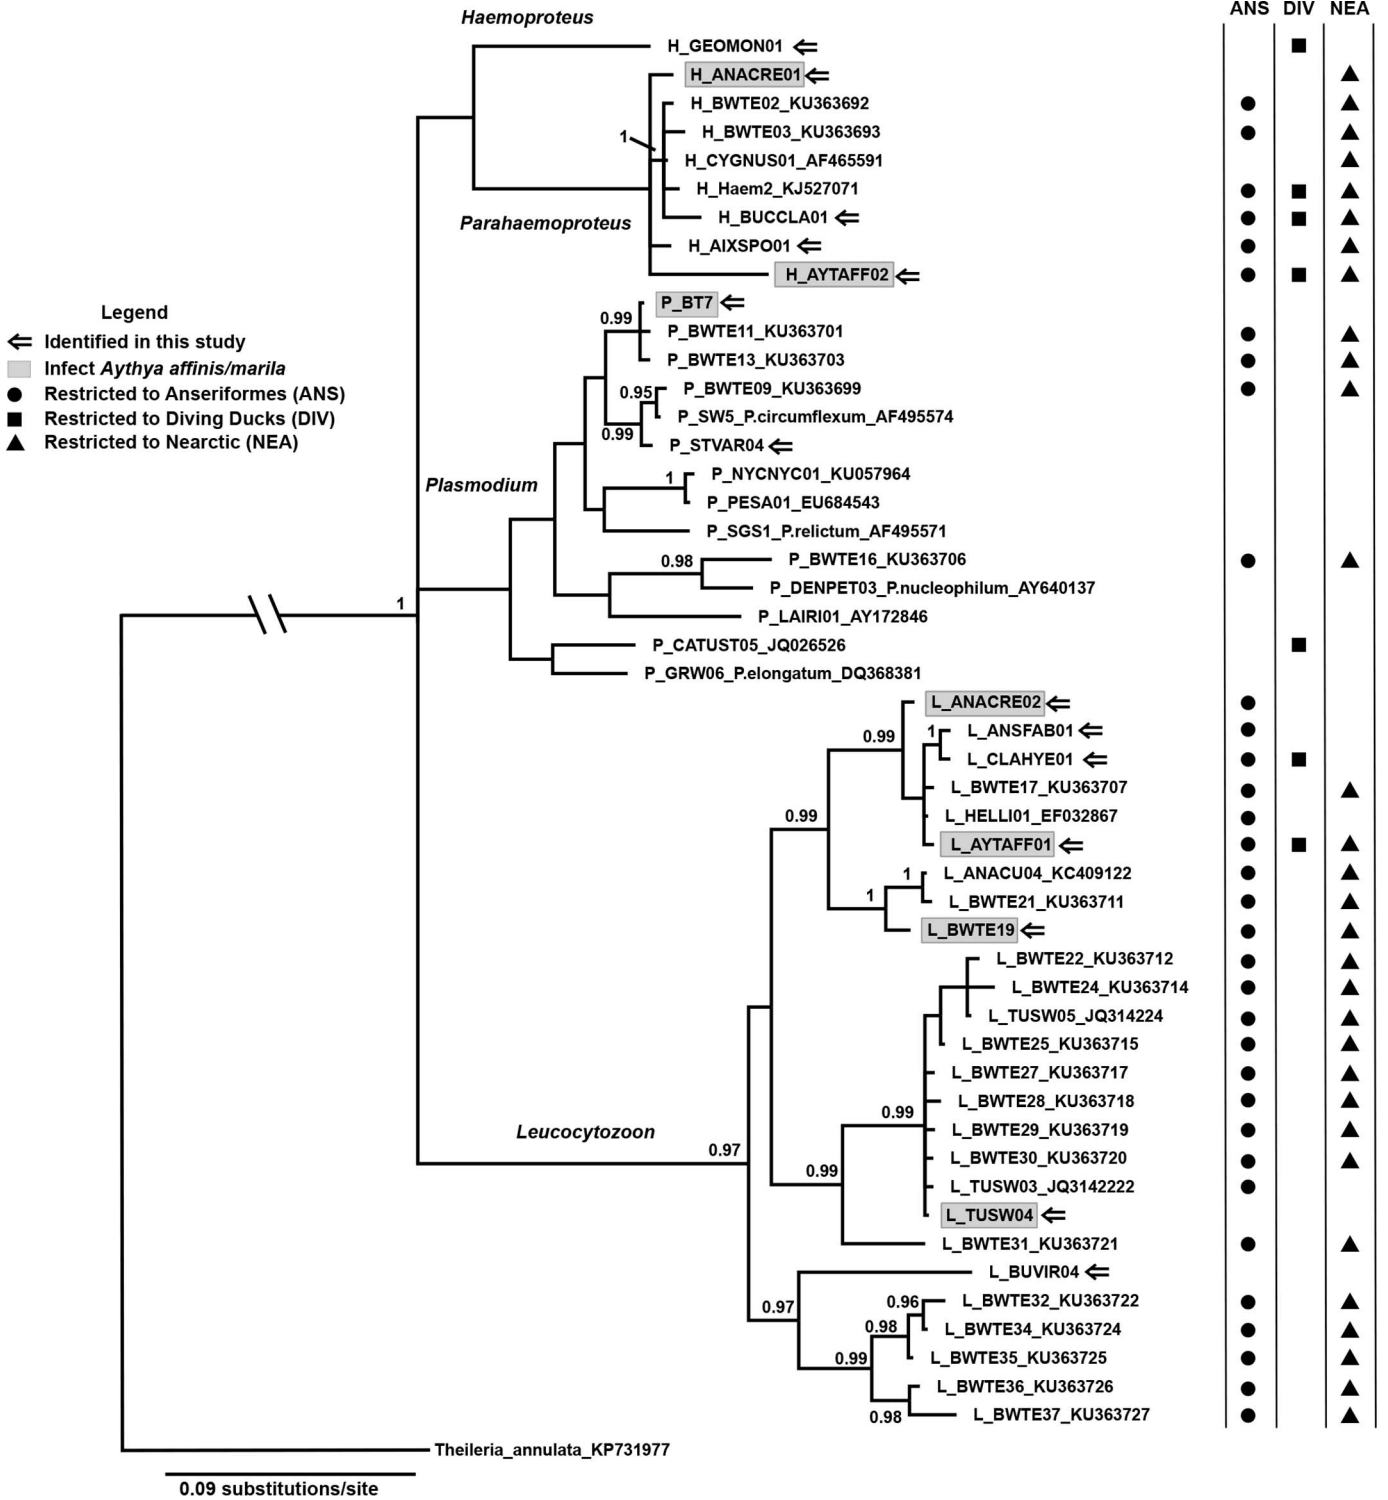 ANS DIV NEA
Haemoproteus
H_GEOMON01
H_ANACRE01
H_BWTE02_KU363692
1
H_BWTE03_KU363693
H_CYGNUS01_AF465591
H_Haem2_KJ527071
Parahaemoproteus
H_BUCCLA01
H_AIXSPO01
H_AYTAFF02
Legend
Identified in this study
Infect Aythya affinis/marila
Restricted to Anseriformes (ANS)
Restricted to Diving Ducks (DIV)
Restricted to Nearctic (NEA)
P_BT7
0.99
P_BWTE11_KU363701
P_BWTE13_KU363703
0.95
P_BWTE09_KU363699
P_SW5_P.circumflexum_AF495574
0.99
P_STVAR04
Plasmodium
1
P_NYCNYC01_KU057964
P_PESA01_EU684543
P_SGS1_P.relictum_AF495571
0.98
P_BWTE16_KU363706
P_DENPET03_P.nucleophilum_AY640137
1
P_LAIRI01_AY172846
P_CATUST05_JQ026526
P_GRW06_P.elongatum_DQ368381
L_ANACRE02
0.99
1
L_ANSFAB01
L_CLAHYE01
L_BWTE17_KU363707
0.99
L_HELLI01_EF032867
L_AYTAFF01
1
L_ANACU04_KC409122
1
L_BWTE21_KU363711
L_BWTE19
L_BWTE22_KU363712
L_BWTE24_KU363714
L_TUSW05_JQ314224
L_BWTE25_KU363715
L_BWTE27_KU363717
L_BWTE28_KU363718
0.99
Leucocytozoon
L_BWTE29_KU363719
0.97
L_BWTE30_KU363720
0.99
L_TUSW03_JQ3142222
L_TUSW04
L_BWTE31_KU363721
L_BUVIR04
0.97
0.96
L_BWTE32_KU363722
0.98
L_BWTE34_KU363724
0.99
L_BWTE35_KU363725
L_BWTE36_KU363726
0.98
L_BWTE37_KU363727
Theileria_annulata_KP731977
0.09 substitutions/site